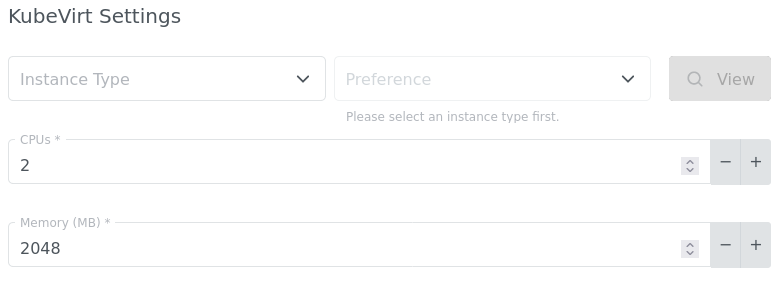 KubeVirt Settings
Instance Type
Preference
View
Please select an instance type first.
CPUs *
2
Memory (MB) *
2048